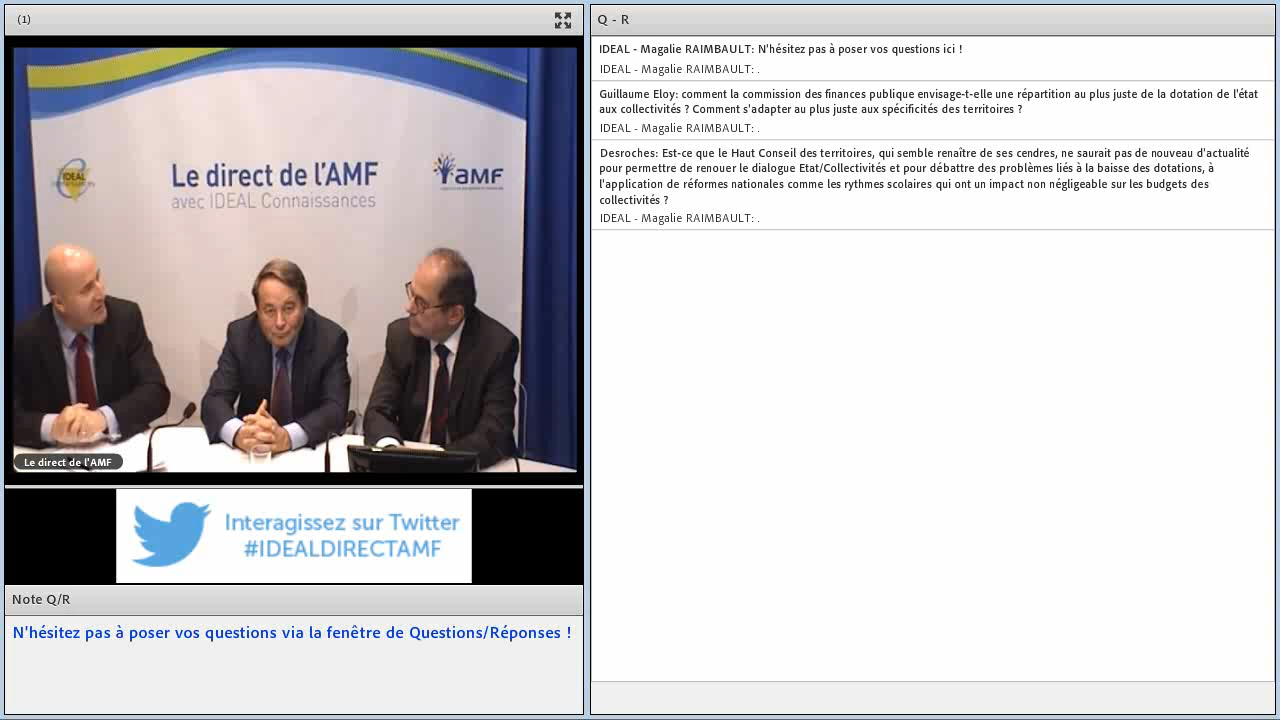 (1)
IDEAL
connaissances
Le direct de l'AMF
avec IDEAL Connaissances
AMF
Le direct de l'AMF
Interagissez sur Twitter
#IDEALDIRECTAMF
Note Q/R
N'hésitez pas à poser vos questions via la fenêtre de Questions/Réponses !
Q - R
IDEAL - Magalie RAIMBAULT: N'hésitez pas à poser vos questions ici !
IDEAL - Magalie RAIMBAULT: .
Guillaume Eloy: comment la commission des finances publique envisage-t-elle une répartition au plus juste de la dotation de l'état
aux collectivités ? Comment s'adapter au plus juste aux spécificités des territoires ?
IDEAL - Magalie RAIMBAULT: .
Desroches: Est-ce que le Haut Conseil des territoires, qui semble renaître de ses cendres, ne saurait pas de nouveau d'actualité
pour permettre de renouer le dialogue Etat/Collectivités et pour débattre des problèmes liés à la baisse des dotations, à
l'application de réformes nationales comme les rythmes scolaires qui ont un impact non négligeable sur les budgets des
collectivités ?
IDEAL - Magalie RAIMBAULT: .